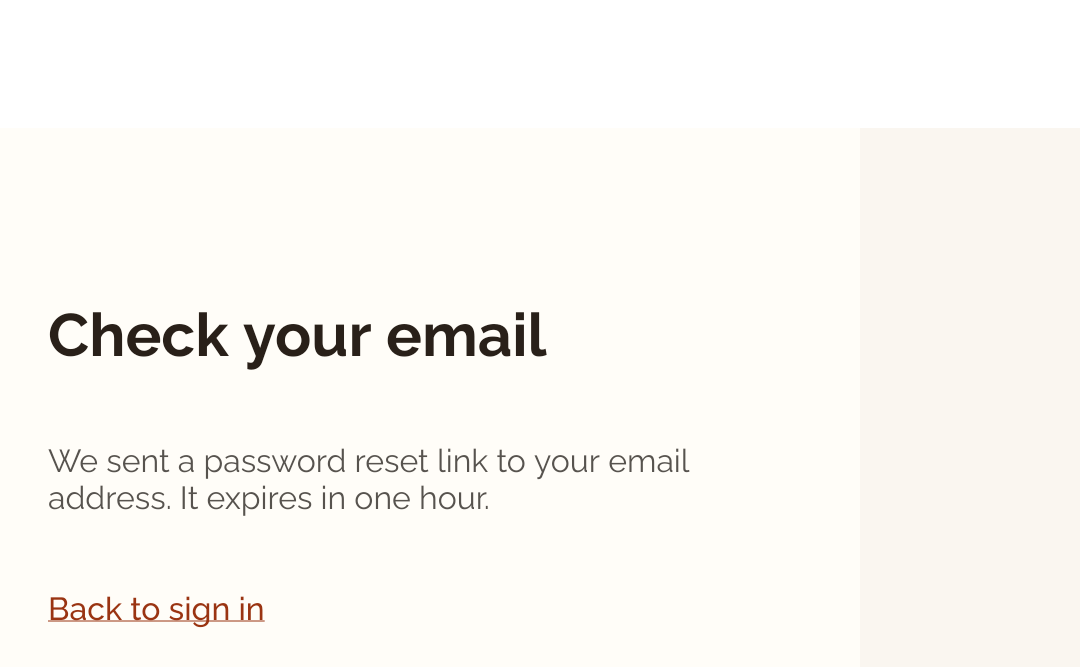 Check your email
We sent a password reset link to your email
address. It expires in one hour.
Back to sign in